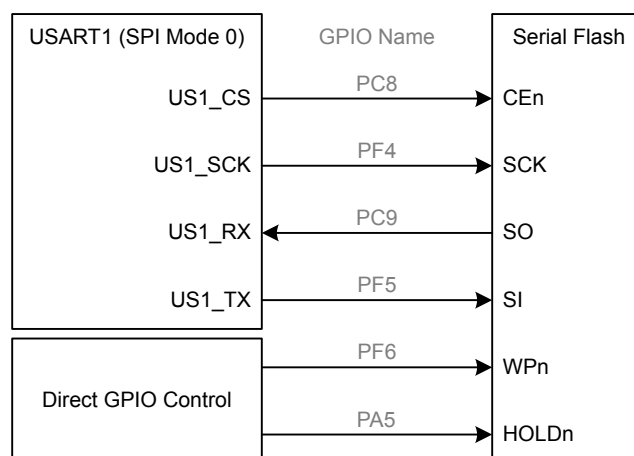 USART1 (SPI Mode 0) GPIO Name Serial Flash
US1_CS PC8 CEn
US1_SCK PF4 SCK
US1_RX PC9 SO
US1_TX PF5 SI
PF6 WPn
Direct GPIO Control
PA5 HOLDn